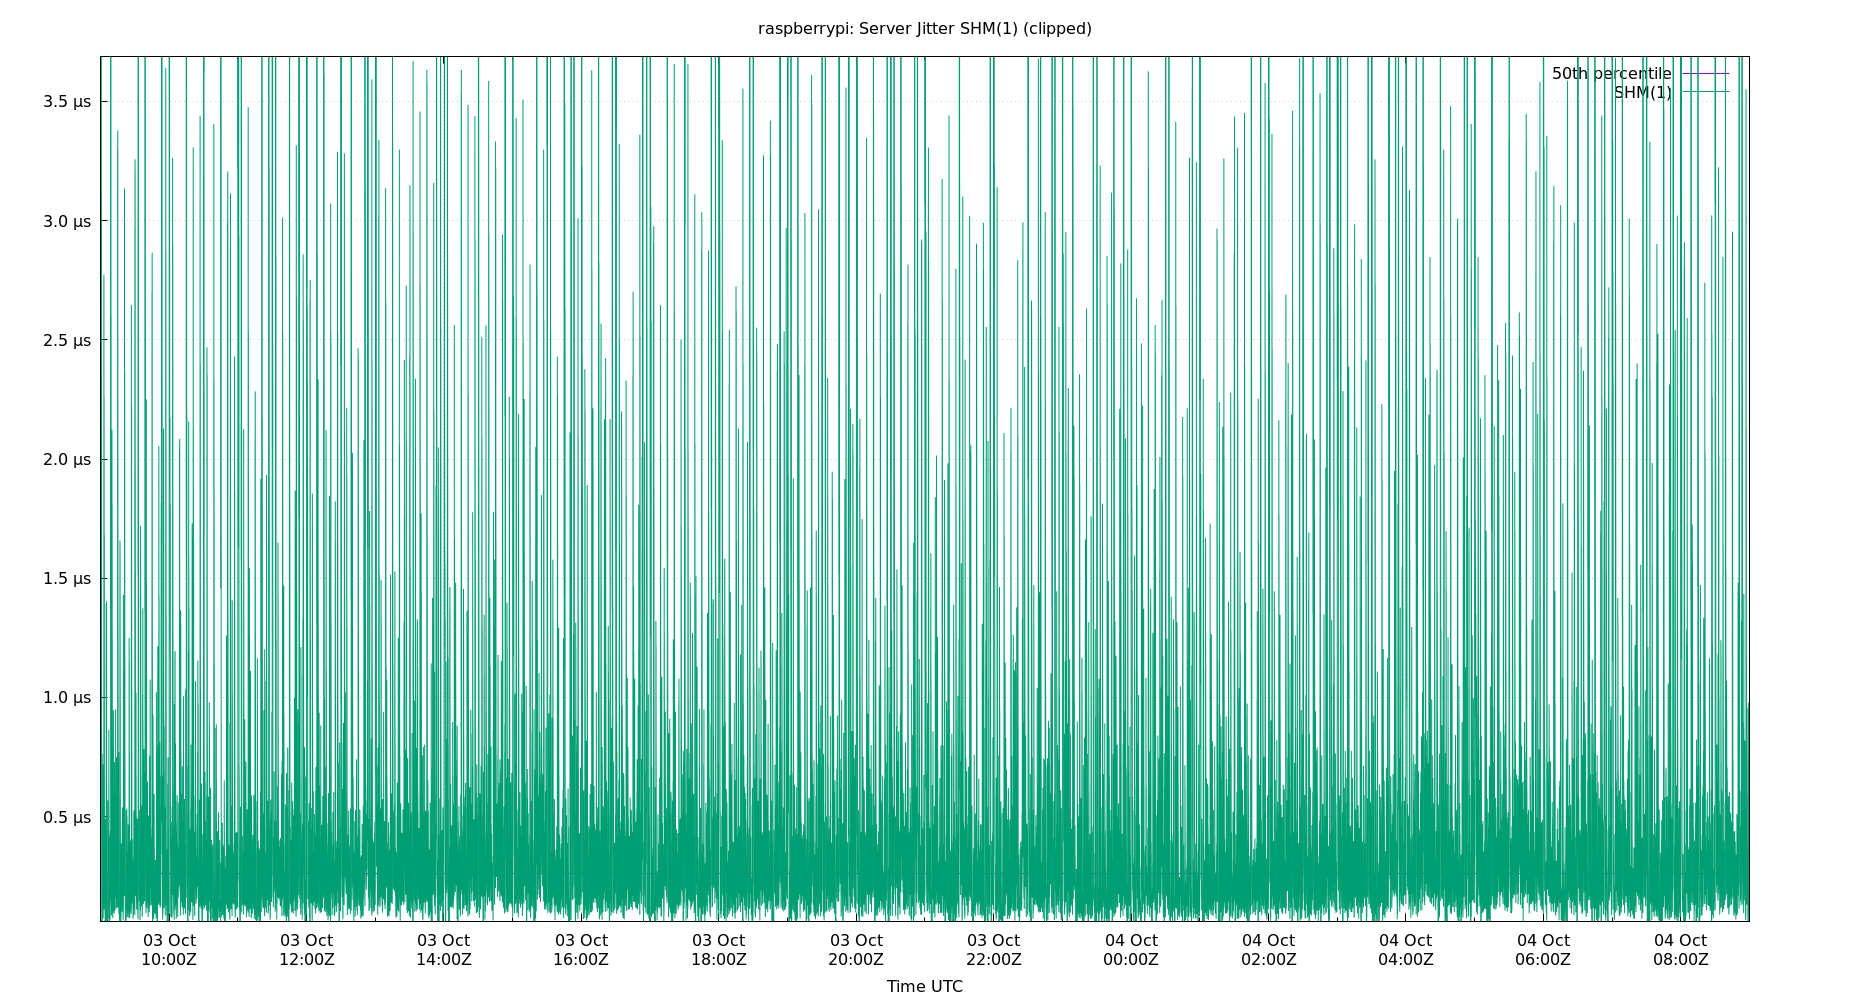 raspberrypi: Server Jitter SHM(1) (clipped)
50th percentile
SHM(1)
3.5 µs
3.0 µs
2.5 µs
2.0 µs
1.5 µs
1.0 µs
0.5 µs
03 Oct 03 Oct 03 Oct 03 Oct 03 Oct 03 Oct 03 Oct 04 Oct 04 Oct 04 Oct 04 Oct 04 Oct
10:00Z 12:00Z 14:00Z 16:00Z 18:00Z 20:00Z 22:00Z 00:00Z 02:00Z 04:00Z 06:00Z 08:00Z
Time UTC